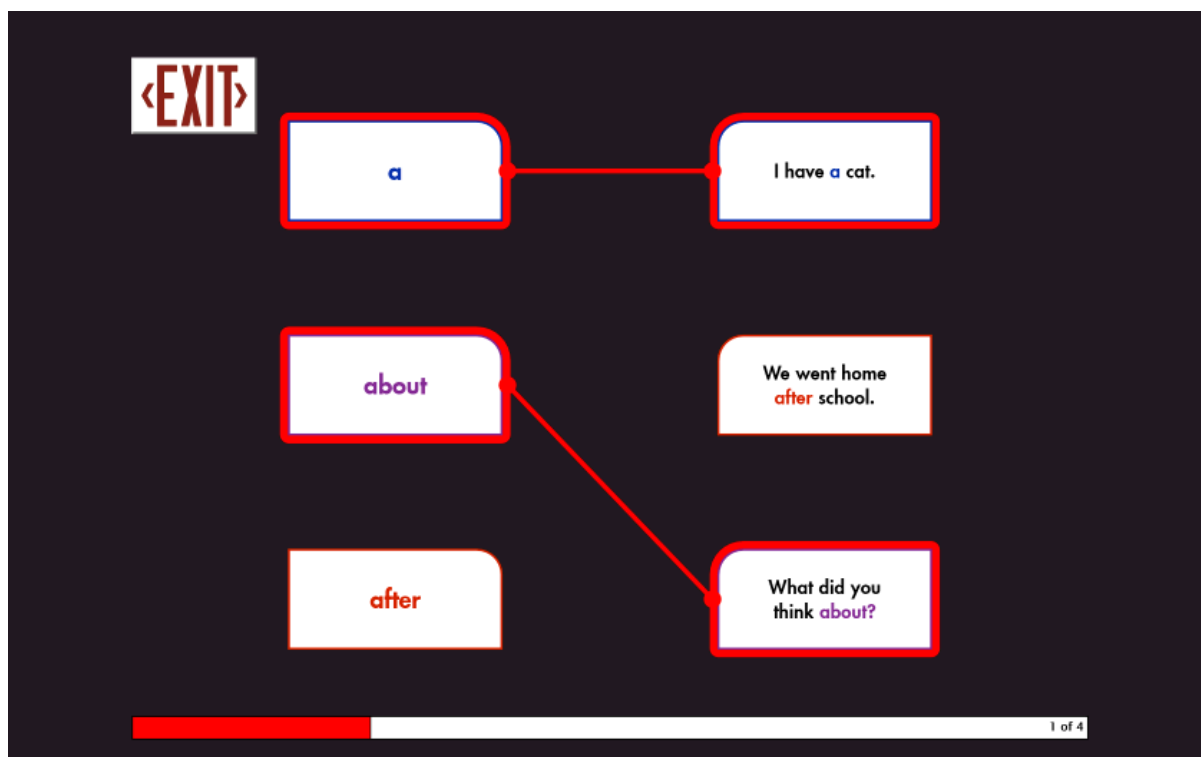 ‹EXIT›
a
I have a cat.
about
We went home
after school.
after
What did you
think about?
1 of 4